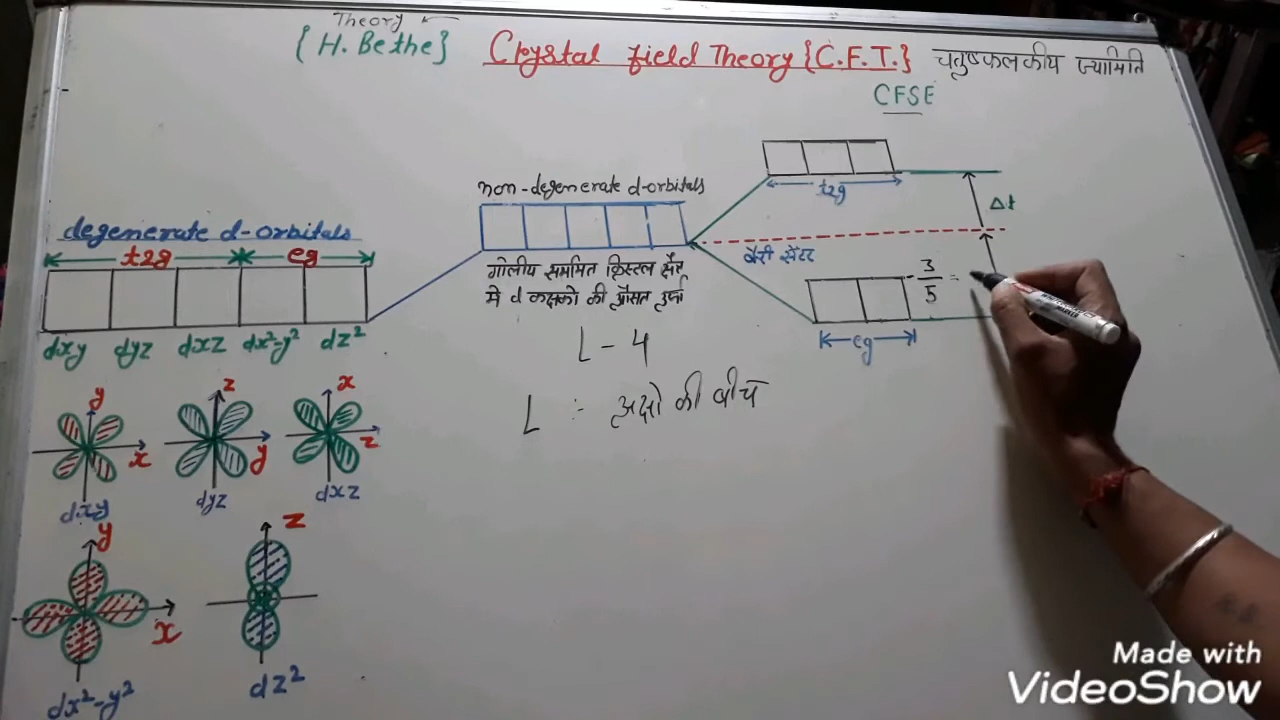 Theory
{H. Bethe} Crystal field Theory {C.F.T.} चतुष्फलकीय ज्यामिति
CFSE
degenerate d-orbitals
t2g eg
dxy dyz dxz dx²-y² dz²
non-degenerate d-orbitals
गोलीय सममित क्रिस्टल क्षेत्र
मे d कक्षको की औसत ऊर्जा
t2g
Δt
बैरी सेंटर
-3/5 =
eg
L - 4
L :- अक्षो की बीच
y
x
dxy
z
y
dyz
x
z
dxz
y
x
dx²-y²
z
dz²
Made with
VideoShow